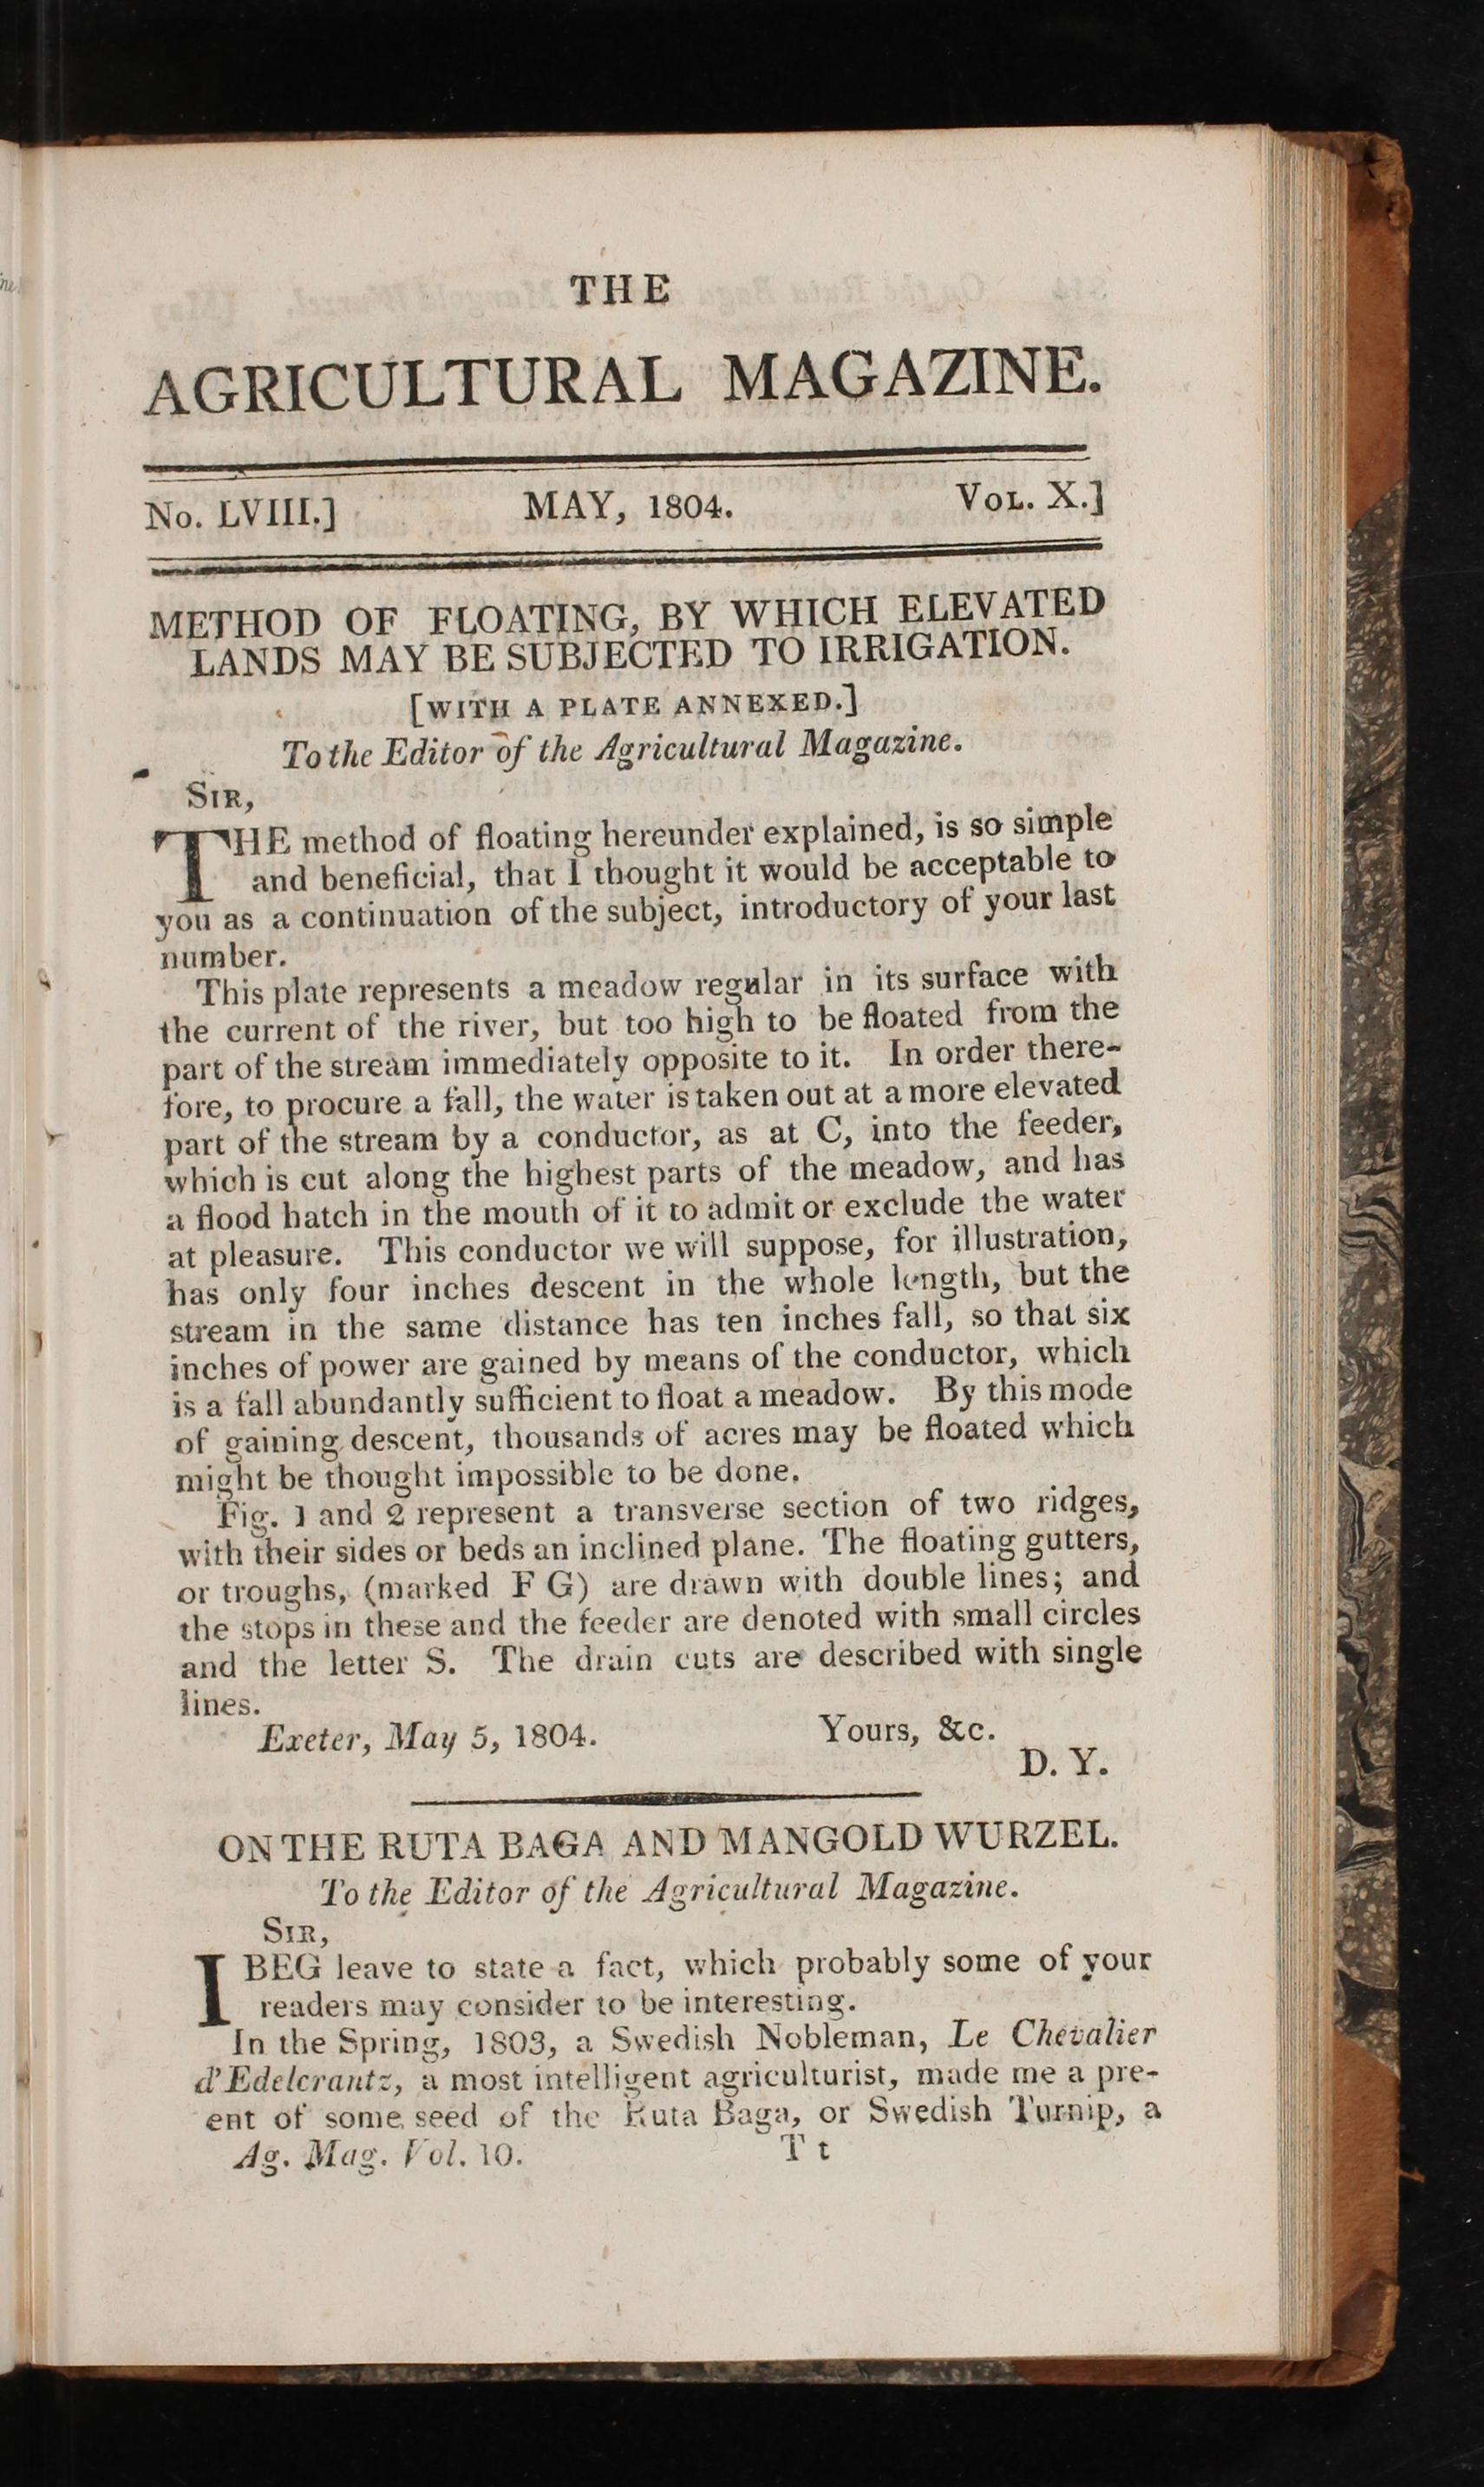 THE
AGRICULTURAL MAGAZINE.
No. LVIII.] MAY, 1804. VOL. X.]
METHOD OF FLOATING, BY WHICH ELEVATED
LANDS MAY BE SUBJECTED TO IRRIGATION.
[WITH A PLATE ANNEXED.]
To the Editor of the Agricultural Magazine.
SIR,
THE method of floating hereunder explained, is so simple
and beneficial, that I thought it would be acceptable to
you as a continuation of the subject, introductory of your last
number.
This plate represents a meadow regular in its surface with
the current of the river, but too high to be floated from the
part of the stream immediately opposite to it. In order there-
fore, to procure a fall, the water is taken out at a more elevated
part of the stream by a conductor, as at C, into the feeder,
which is cut along the highest parts of the meadow, and has
a flood hatch in the mouth of it to admit or exclude the water
at pleasure. This conductor we will suppose, for illustration,
has only four inches descent in the whole length, but the
stream in the same distance has ten inches fall, so that six
inches of power are gained by means of the conductor, which
is a fall abundantly sufficient to float a meadow. By this mode
of gaining descent, thousands of acres may be floated which
might be thought impossible to be done.
Fig. 1 and 2 represent a transverse section of two ridges,
with their sides or beds an inclined plane. The floating gutters,
or troughs, (marked F G) are drawn with double lines; and
the stops in these and the feeder are denoted with small circles
and the letter S. The drain cuts are described with single
lines.
Exeter, May 5, 1804. Yours, &c.
D. Y.
ON THE RUTA BAGA AND MANGOLD WURZEL.
To the Editor of the Agricultural Magazine.
SIR,
I BEG leave to state a fact, which probably some of your
readers may consider to be interesting.
In the Spring, 1803, a Swedish Nobleman, Le Chevalier
d'Edelcrantz, a most intelligent agriculturist, made me a pre-
ent of some seed of the Ruta Baga, or Swedish Turnip, a
Ag. Mag. Vol. 10. T t